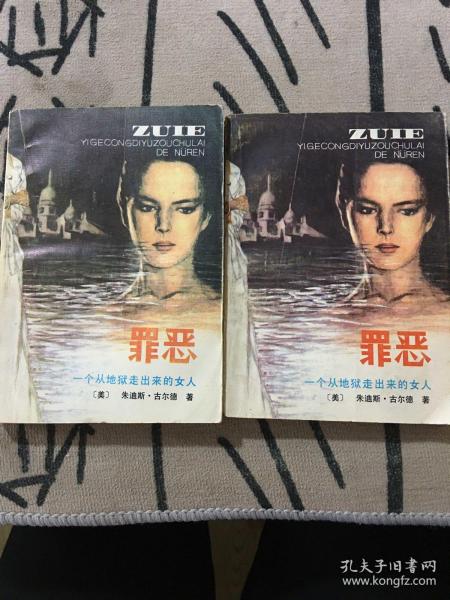 ZUIE
YIGECONGDIYUZOUCHULAI
DE NÜREN
罪恶
一个从地狱走出来的女人
〔美〕 朱迪斯·古尔德 著
ZUIE
YIGECONGDIYUZOUCHULAI
DE NÜREN
罪恶
一个从地狱走出来的女人
〔美〕 朱迪斯·古尔德 著
孔夫子旧书网
www.kongfz.com